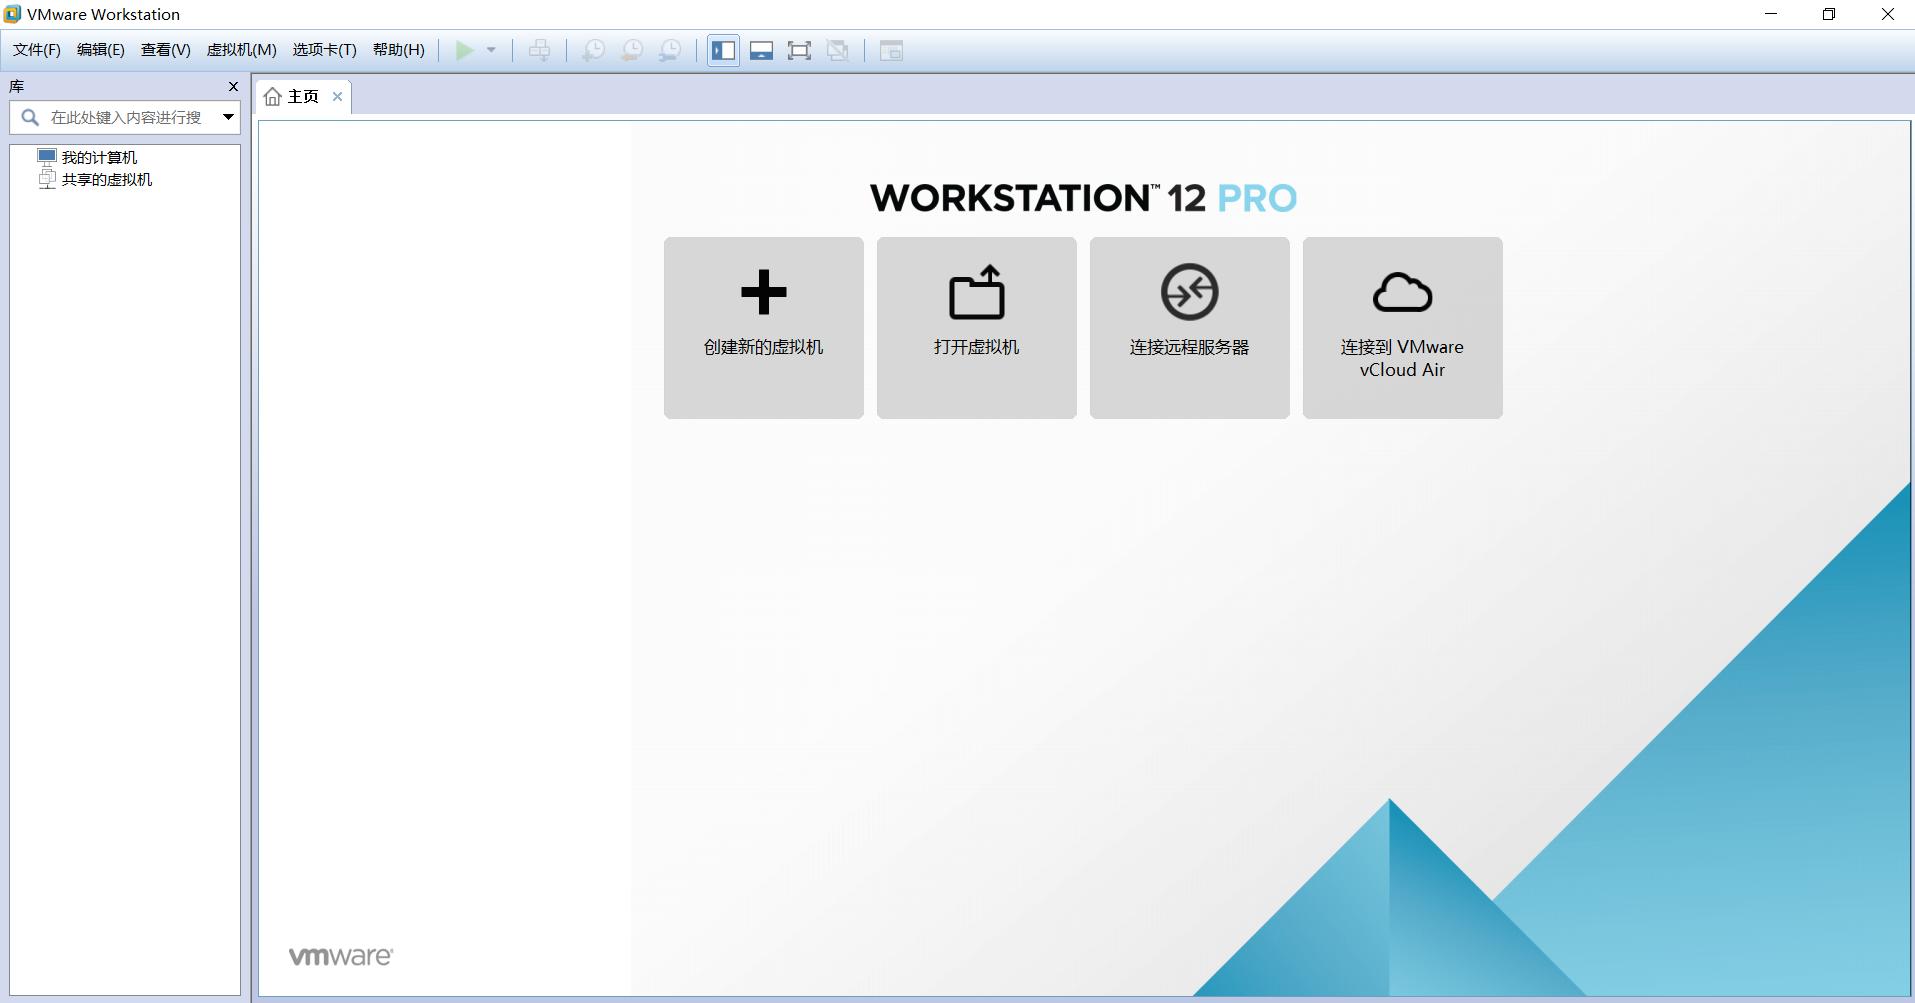 VMware Workstation
文件(F) 编辑(E) 查看(V) 虚拟机(M) 选项卡(T) 帮助(H)
库
在此处键入内容进行搜
我的计算机
共享的虚拟机
主页
WORKSTATION™ 12 PRO
创建新的虚拟机
打开虚拟机
连接远程服务器
连接到 VMware
vCloud Air
vmware®